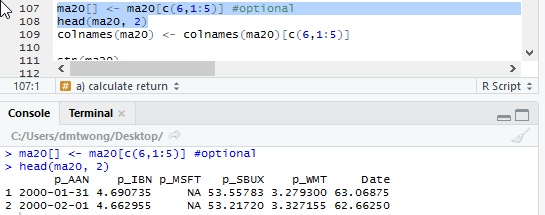 107 ma20[] <- ma20[c(6,1:5)] #optional
108 head(ma20, 2)
109 colnames(ma20) <- colnames(ma20)[c(6,1:5)]
110
111 str(ma20)
112
107:1 # a) calculate return R Script
Console Terminal ×
C:/Users/dmtwong/Desktop/
> ma20[] <- ma20[c(6,1:5)] #optional
> head(ma20, 2)
p_AAN p_IBN p_MSFT p_SBUX p_WMT Date
1 2000-01-31 4.690735 NA 53.55783 3.279300 63.06875
2 2000-02-01 4.662955 NA 53.21720 3.327155 62.66250